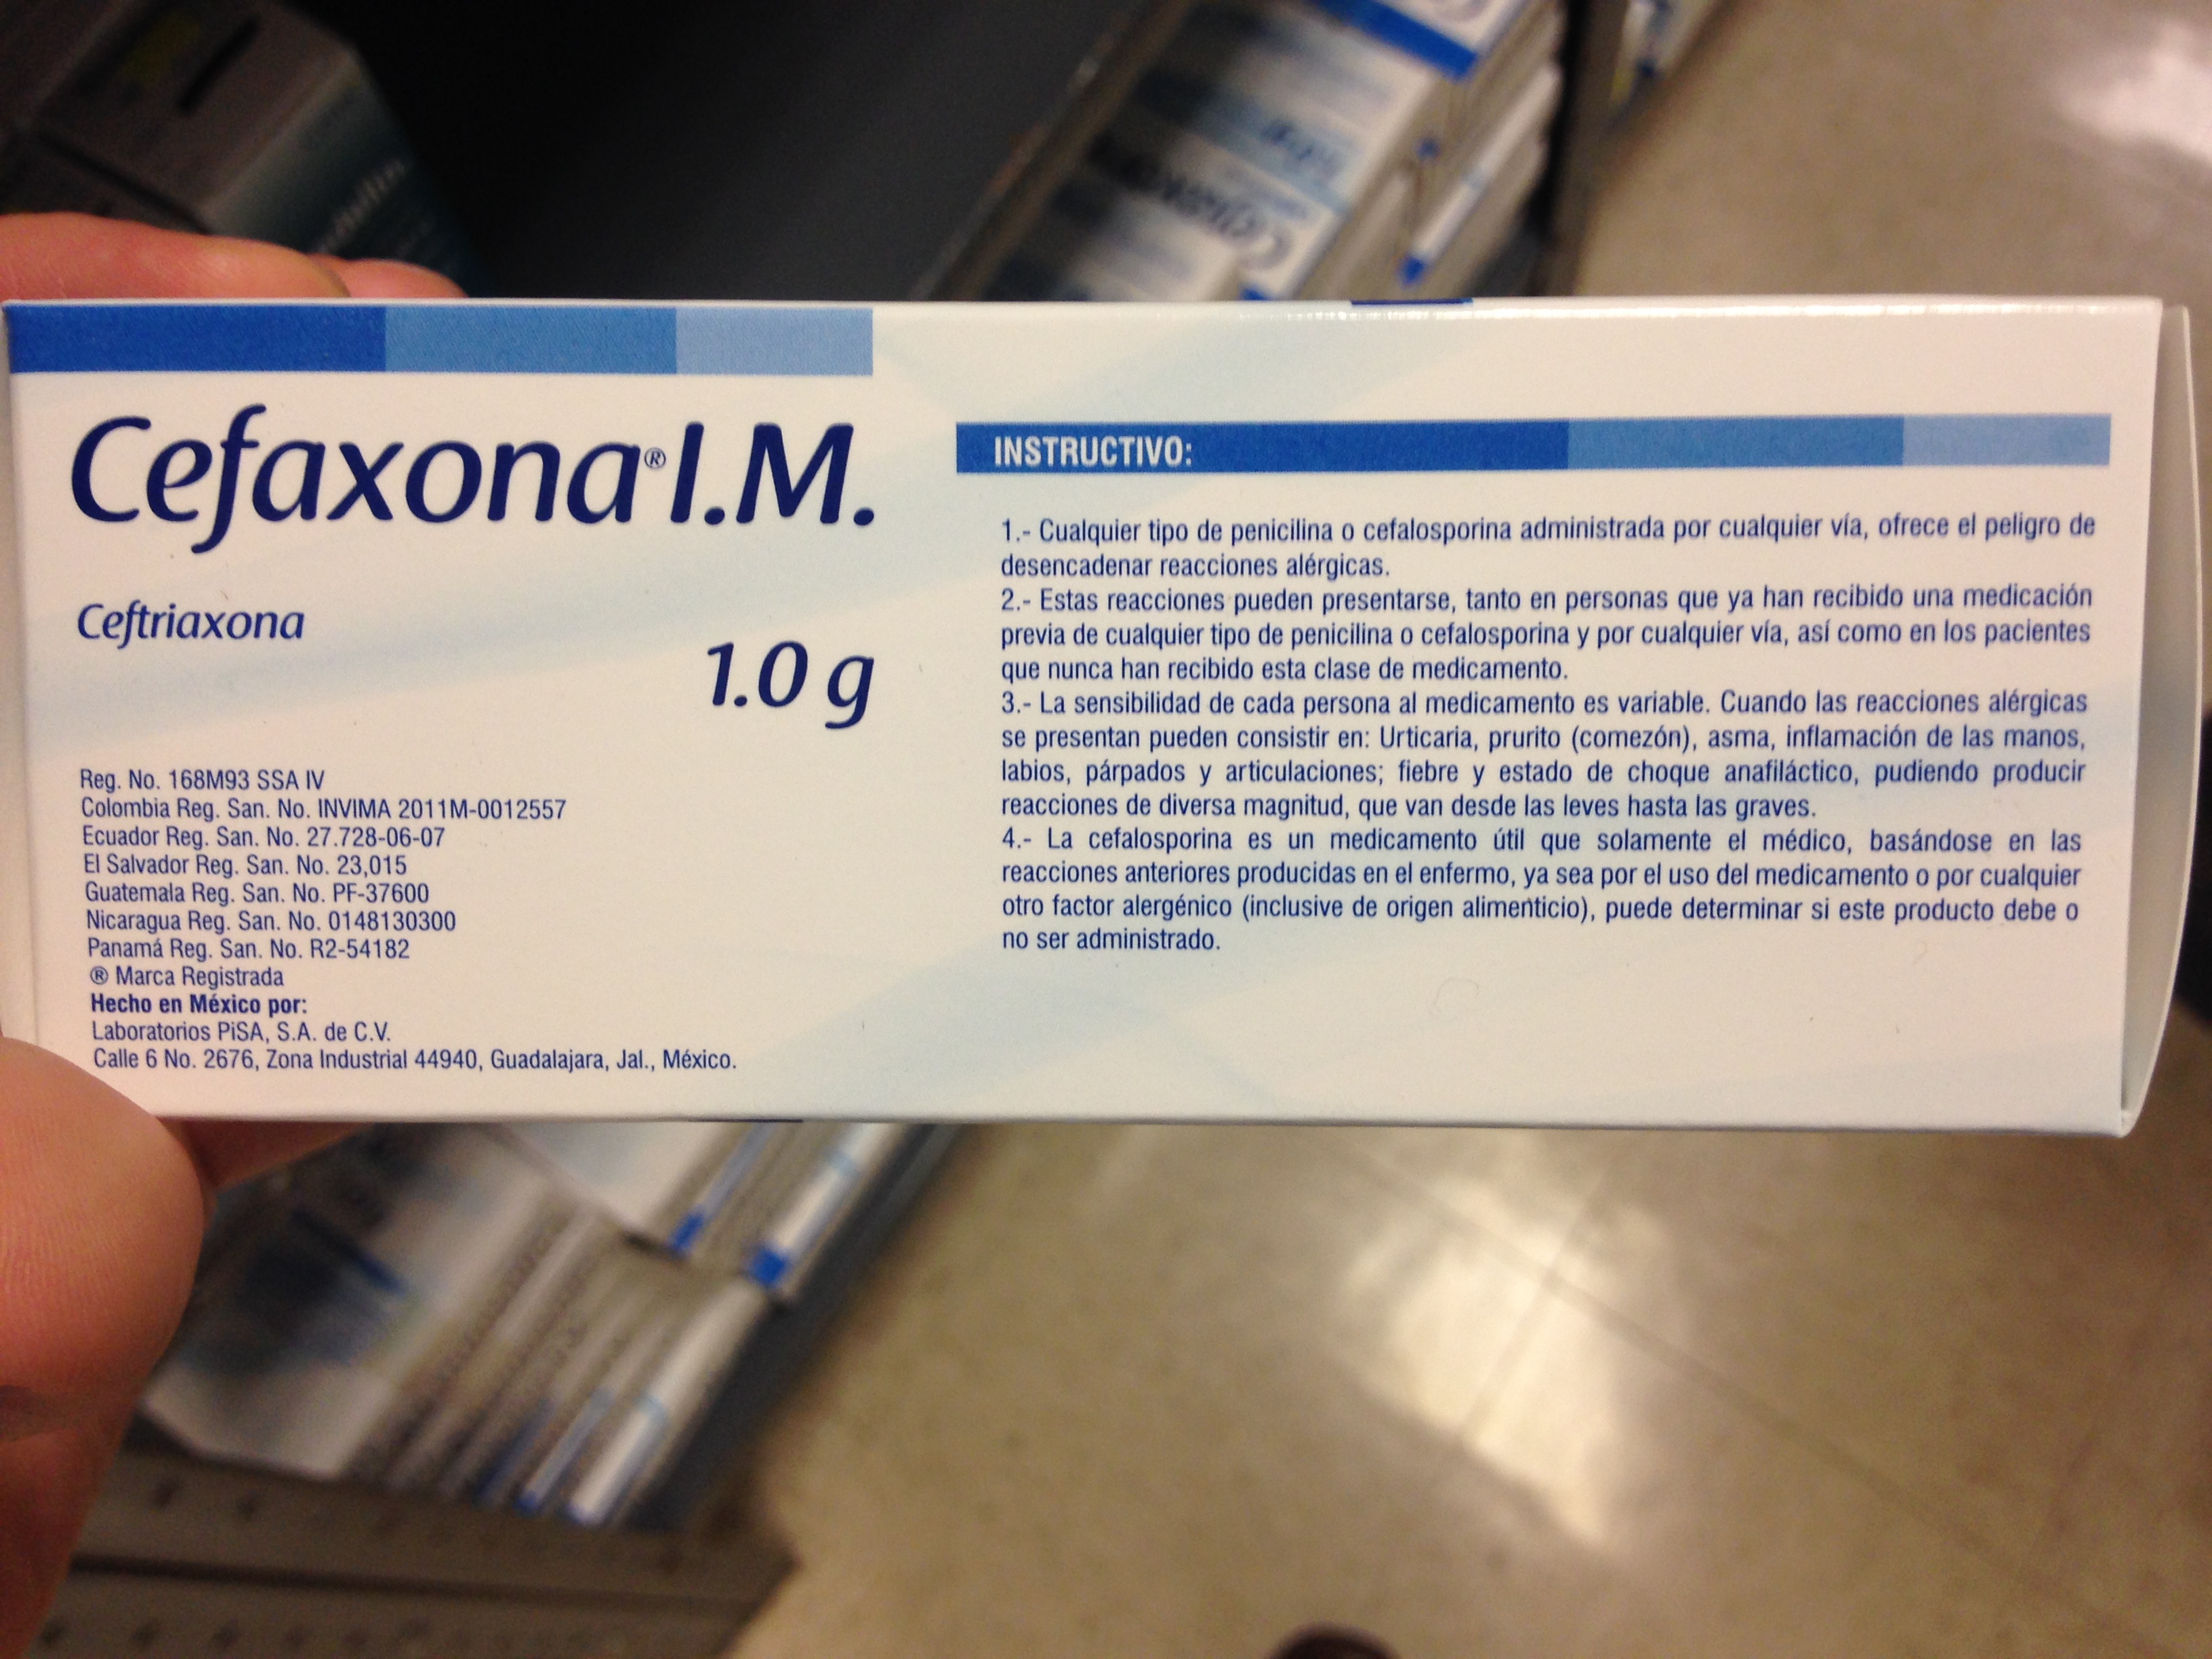 Cefaxona® I.M.
Ceftriaxona
1.0 g
Reg. No. 168M93 SSA IV
Colombia Reg. San. No. INVIMA 2011M-0012557
Ecuador Reg. San. No. 27.728-06-07
El Salvador Reg. San. No. 23,015
Guatemala Reg. San. No. PF-37600
Nicaragua Reg. San. No. 0148130300
Panamá Reg. San. No. R2-54182
® Marca Registrada
Hecho en México por:
Laboratorios PiSA, S.A. de C.V.
Calle 6 No. 2676, Zona Industrial 44940, Guadalajara, Jal., México.
INSTRUCTIVO:
1.- Cualquier tipo de penicilina o cefalosporina administrada por cualquier vía, ofrece el peligro de
desencadenar reacciones alérgicas.
2.- Estas reacciones pueden presentarse, tanto en personas que ya han recibido una medicación
previa de cualquier tipo de penicilina o cefalosporina y por cualquier vía, así como en los pacientes
que nunca han recibido esta clase de medicamento.
3.- La sensibilidad de cada persona al medicamento es variable. Cuando las reacciones alérgicas
se presentan pueden consistir en: Urticaria, prurito (comezón), asma, inflamación de las manos,
labios, párpados y articulaciones; fiebre y estado de choque anafiláctico, pudiendo producir
reacciones de diversa magnitud, que van desde las leves hasta las graves.
4.- La cefalosporina es un medicamento útil que solamente el médico, basándose en las
reacciones anteriores producidas en el enfermo, ya sea por el uso del medicamento o por cualquier
otro factor alergénico (inclusive de origen alimenticio), puede determinar si este producto debe o
no ser administrado.